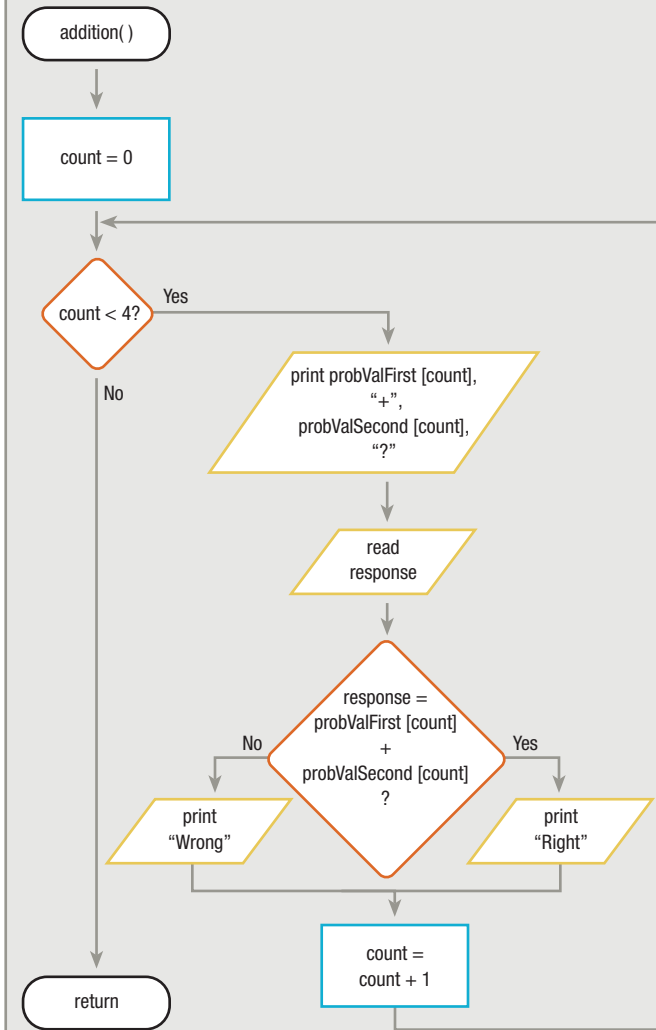 addition( )
count = 0
count < 4?
Yes
No
print probValFirst [count],
“+”,
probValSecond [count],
“?”
read
response
response =
probValFirst [count]
+
probValSecond [count]
?
No
Yes
print
“Wrong”
print
“Right”
count =
count + 1
return